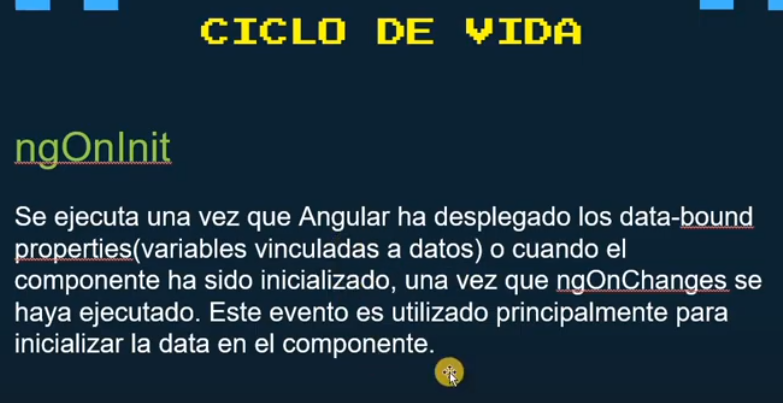 CICLO DE VIDA
ngOnInit
Se ejecuta una vez que Angular ha desplegado los data-bound
properties(variables vinculadas a datos) o cuando el
componente ha sido inicializado, una vez que ngOnChanges se
haya ejecutado. Este evento es utilizado principalmente para
inicializar la data en el componente.